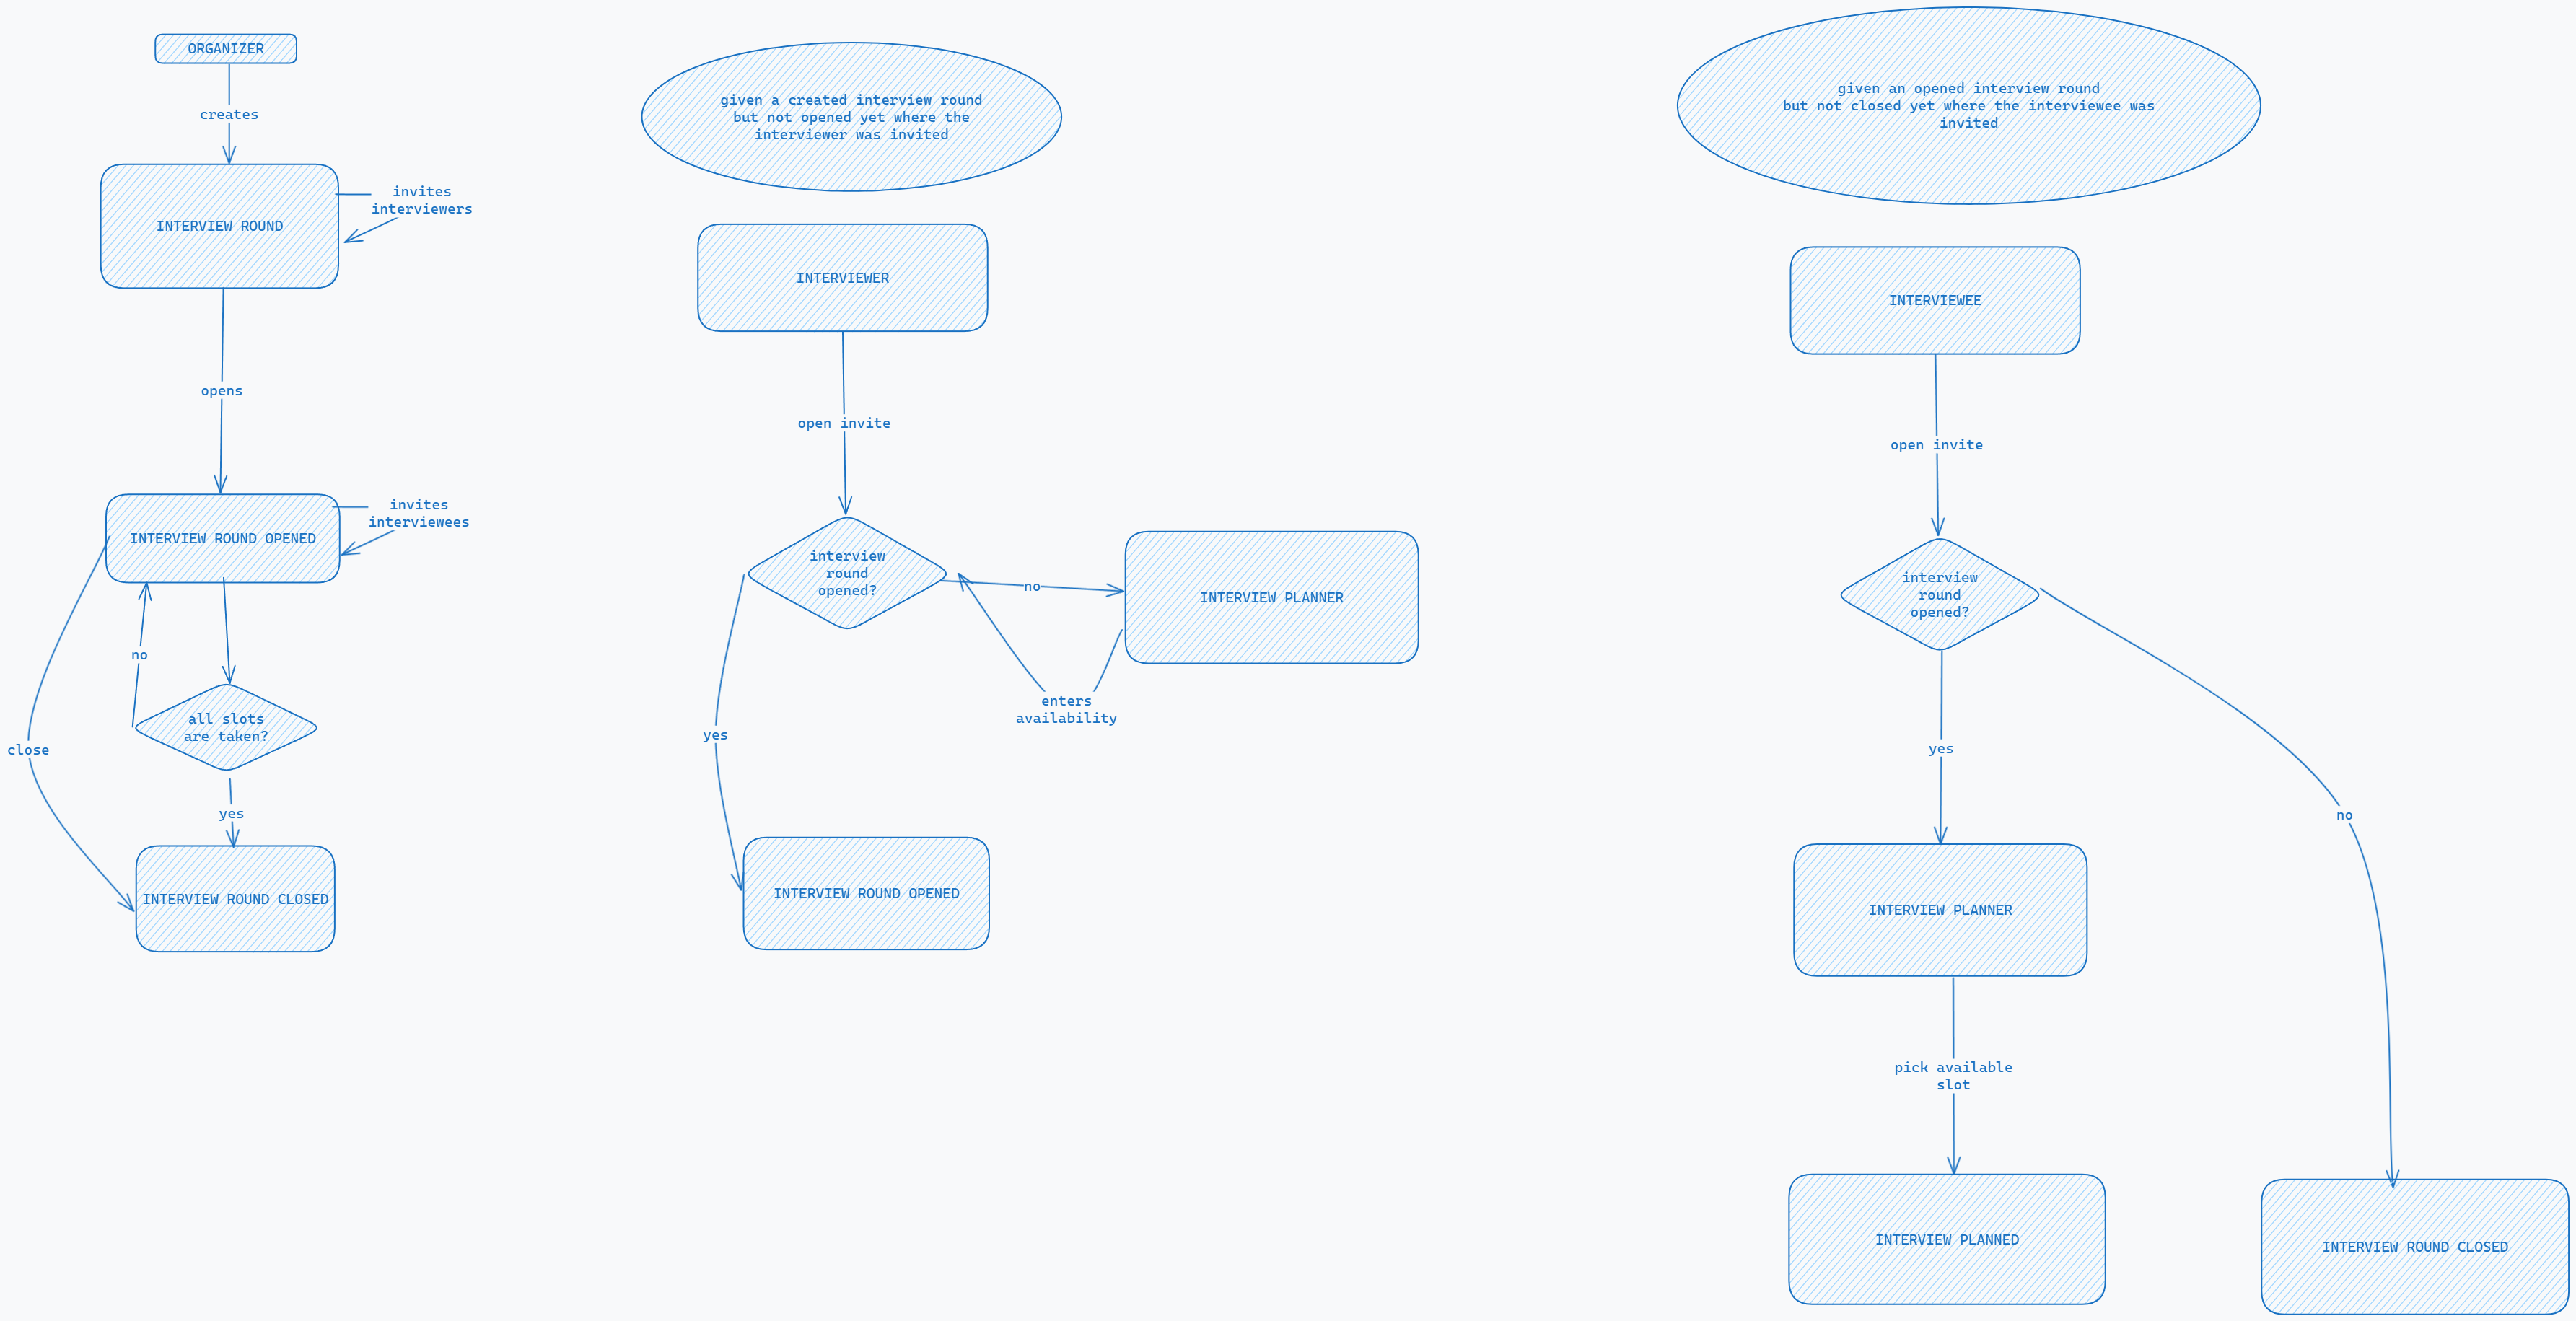 ORGANIZER
creates
INTERVIEW ROUND
invites
interviewers
opens
INTERVIEW ROUND OPENED
invites
interviewees
no
close
all slots
are taken?
yes
INTERVIEW ROUND CLOSED
given a created interview round
but not opened yet where the
interviewer was invited
INTERVIEWER
open invite
interview
round
opened?
no
INTERVIEW PLANNER
enters
availability
yes
INTERVIEW ROUND OPENED
given an opened interview round
but not closed yet where the interviewee was
invited
INTERVIEWEE
open invite
interview
round
opened?
yes
no
INTERVIEW PLANNER
pick available
slot
INTERVIEW PLANNED
INTERVIEW ROUND CLOSED